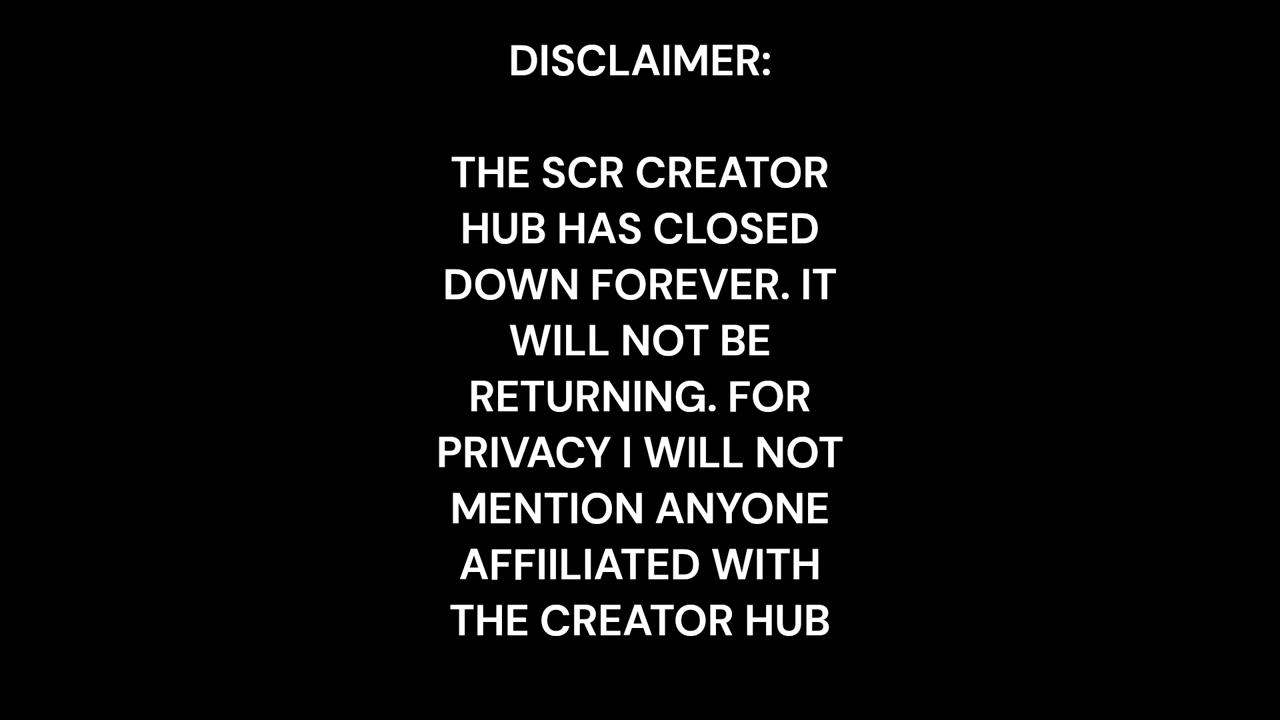 DISCLAIMER:
THE SCR CREATOR
HUB HAS CLOSED
DOWN FOREVER. IT
WILL NOT BE
RETURNING. FOR
PRIVACY I WILL NOT
MENTION ANYONE
AFFIILIATED WITH
THE CREATOR HUB